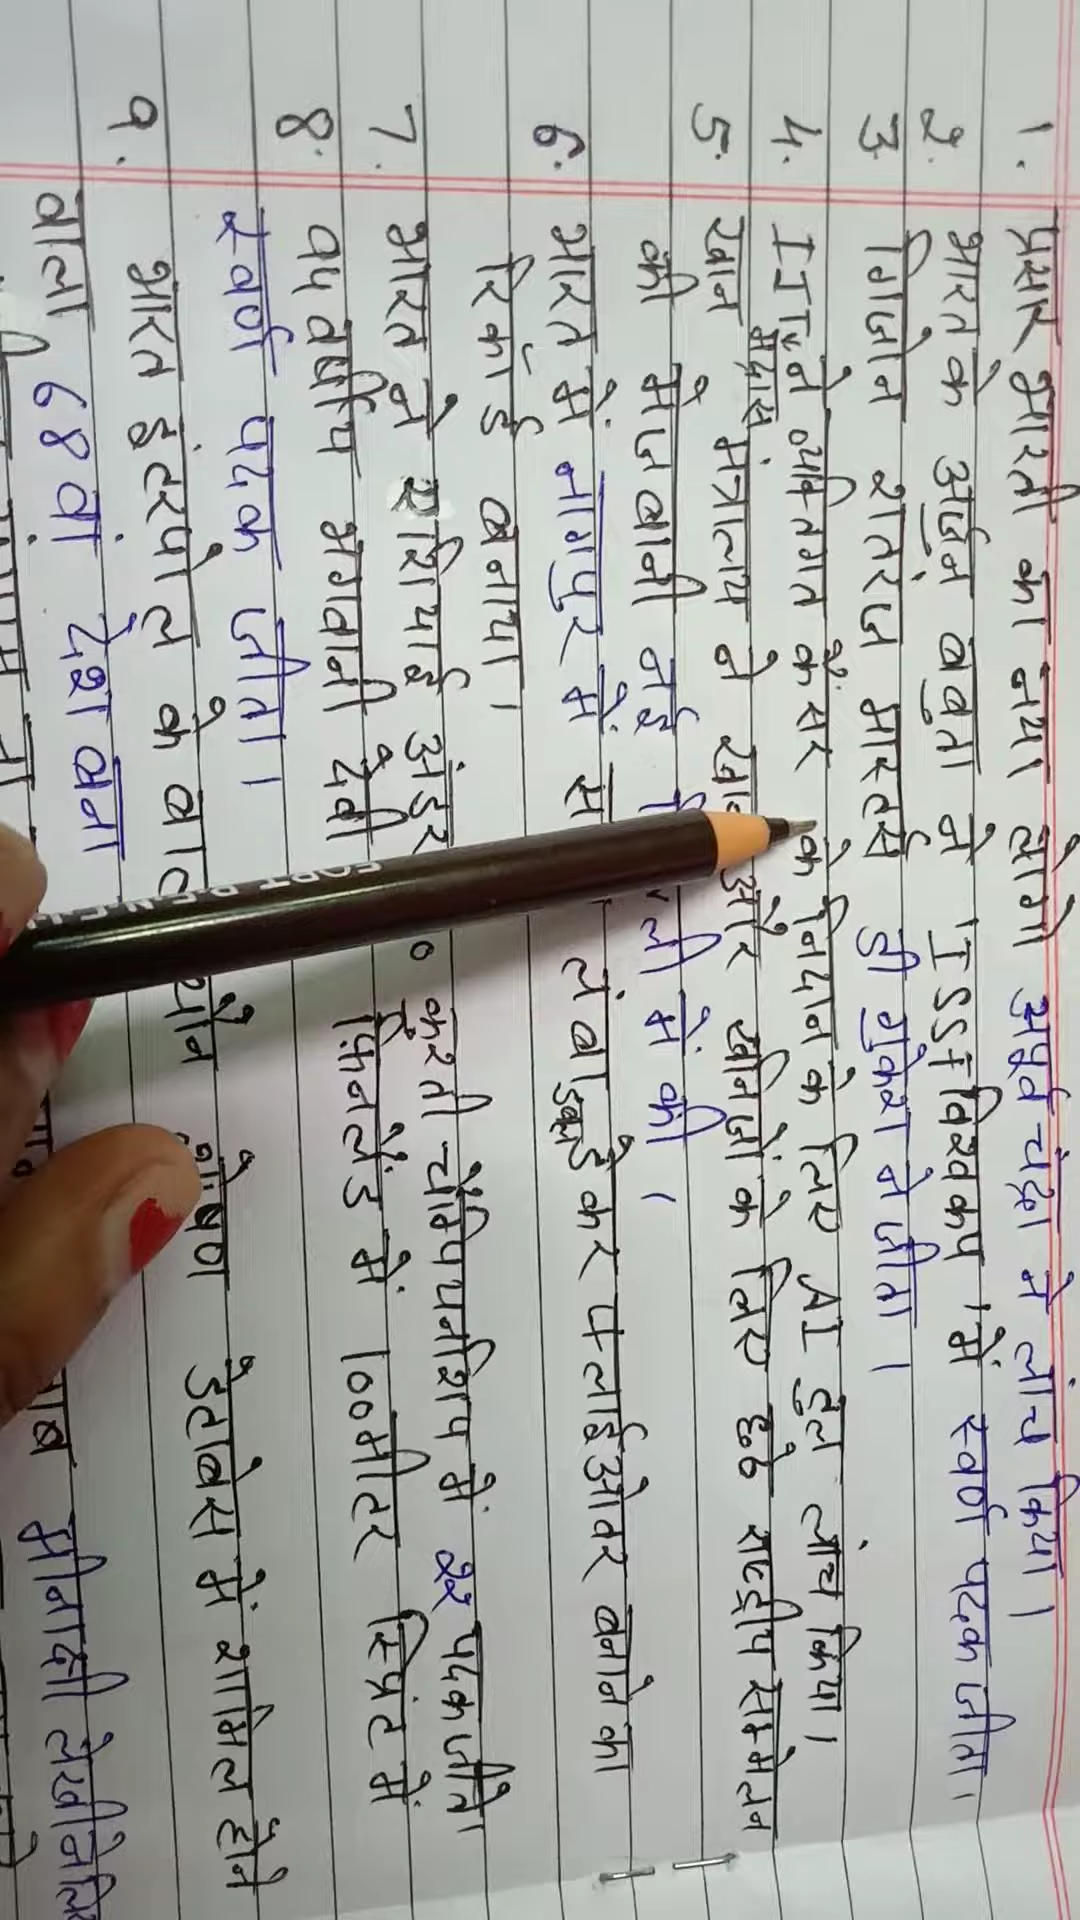 1. प्रसार भारती का नया लोगो अपूर्व चंद्रा ने लांच किया।
2. भारत के अर्जुन बबुता ने 'ISSF विश्वकप' में स्वर्ण पदक जीता।
3 गिजोन शतरंज मास्टर्स डी गुकेश ने जीता।
4. IIT मद्रास ने व्यक्तिगत कैंसर के निदान के लिए AI टूल लांच किया।
5. खान मंत्रालय ने और खनिजों के लिए छठे राष्ट्रीय सम्मेलन
की मेजबानी नई में की।
6. भारत में नागपुर में लंबा डबल डेकर फ्लाईओवर बनाने का
रिकॉर्ड बनाया।
7. भारत ने एशियाई अंडर कुश्ती चैंपियनशिप में 22 पदक जीते।
8. 94 वर्षीय भगवानी देवी फिनलैंड में 100 मीटर स्प्रिंट में
स्वर्ण पदक जीता।
9. भारत इंटरपोल के बाल शोषण डेटाबेस में शामिल होने
वाला 68वां देश बना
मीनाक्षी लेखी ने